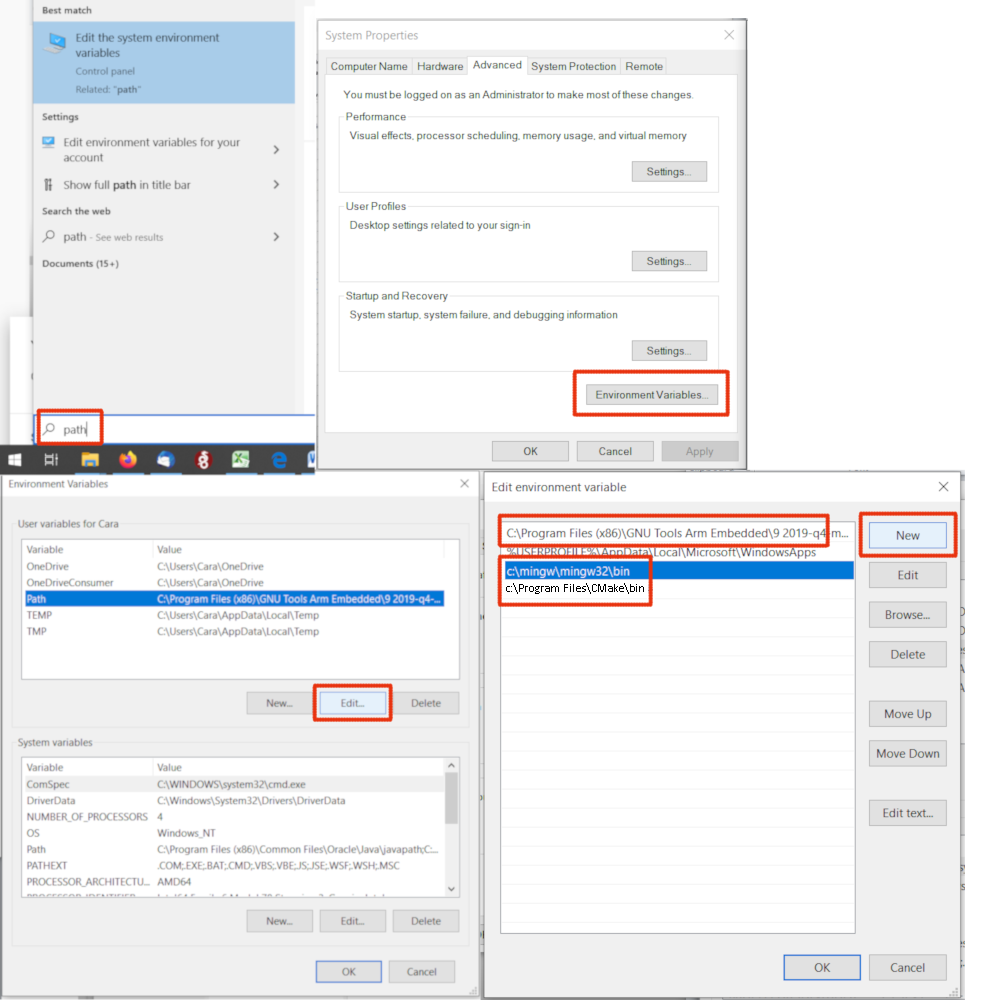 Best match
Edit the system environment
variables
Control panel
Related: "path"
Settings
Edit environment variables for your
account
Show full path in title bar
Search the web
path - See web results
Documents (15+)
path
System Properties
Computer Name
Hardware
Advanced
System Protection
Remote
You must be logged on as an Administrator to make most of these changes.
Performance
Visual effects, processor scheduling, memory usage, and virtual memory
Settings...
User Profiles
Desktop settings related to your sign-in
Settings...
Startup and Recovery
System startup, system failure, and debugging information
Settings...
Environment Variables...
OK
Cancel
Apply
Environment Variables
User variables for Cara
Variable Value
OneDrive C:\Users\Cara\OneDrive
OneDriveConsumer C:\Users\Cara\OneDrive
Path C:\Program Files (x86)\GNU Tools Arm Embedded\9 2019-q4-...
TEMP C:\Users\Cara\AppData\Local\Temp
TMP C:\Users\Cara\AppData\Local\Temp
New...
Edit...
Delete
System variables
Variable Value
ComSpec C:\WINDOWS\system32\cmd.exe
DriverData C:\Windows\System32\Drivers\DriverData
NUMBER_OF_PROCESSORS 4
OS Windows_NT
Path C:\Program Files (x86)\Common Files\Oracle\Java\javapath;C:...
PATHEXT .COM;.EXE;.BAT;.CMD;.VBS;.VBE;.JS;.JSE;.WSF;.WSH;.MSC
PROCESSOR_ARCHITECTU... AMD64
New...
Edit...
Delete
OK
Cancel
Edit environment variable
C:\Program Files (x86)\GNU Tools Arm Embedded\9 2019-q4-m...
%USERPROFILE%\AppData\Local\Microsoft\WindowsApps
c:\mingw\mingw32\bin
c:\Program Files\CMake\bin
New
Edit
Browse...
Delete
Move Up
Move Down
Edit text...
OK
Cancel